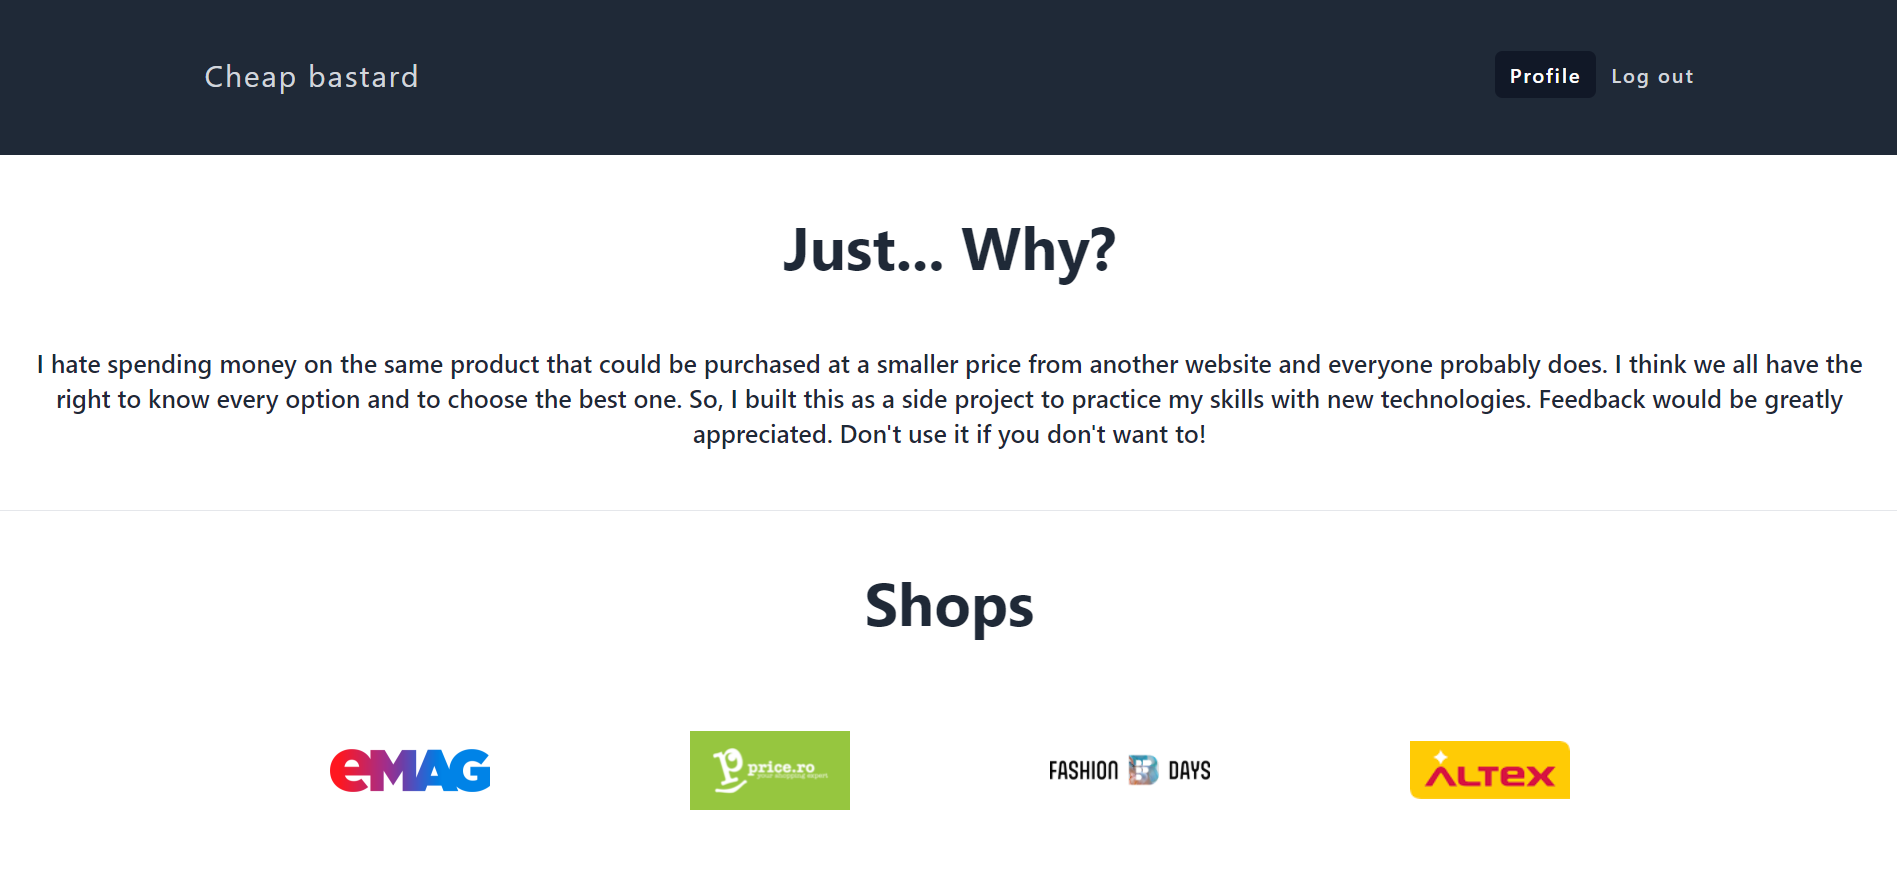 Cheap bastard
Profile
Log out
Just... Why?
I hate spending money on the same product that could be purchased at a smaller price from another website and everyone probably does. I think we all have the
right to know every option and to choose the best one. So, I built this as a side project to practice my skills with new technologies. Feedback would be greatly
appreciated. Don't use it if you don't want to!
Shops
eMAG
price.ro
your shopping expert
FASHION DAYS
ALTEX